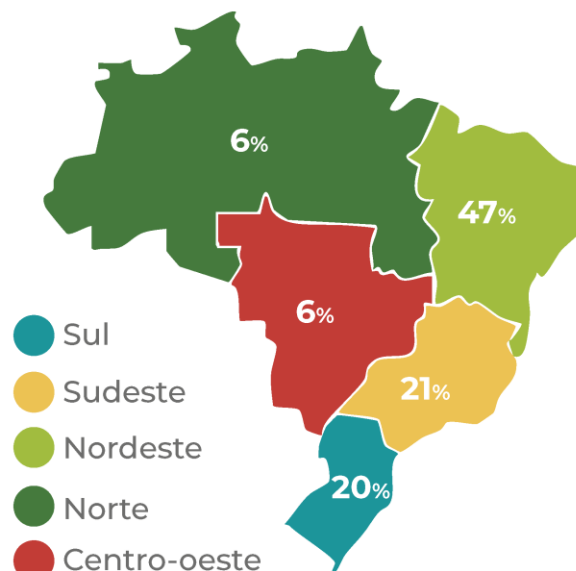 6%
47%
6%
21%
20%
Sul
Sudeste
Nordeste
Norte
Centro-oeste